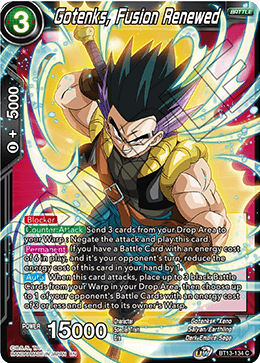 Gotenks, Fusion Renewed
BATTLE
3
0 + 5000
Blocker
Counter:Attack Send 3 cards from your Drop Area to
your Warp : Negate the attack and play this card.
Permanent If you have a Battle Card with an energy cost
of 6 in play, and it's your opponent's turn, reduce the
energy cost of this card in your hand by 1.
Auto When this card attacks, place up to 3 black Battle
Cards from your Warp in your Drop Area, then choose up
to 1 of your opponent's Battle Cards with an energy cost
of 3 or less and send it to its owner's Warp.
POWER
15000
Character
Gotenks : Xeno
Special Trait
Saiyan/Earthling
Era
Dark Empire Saga
BT13-134 C